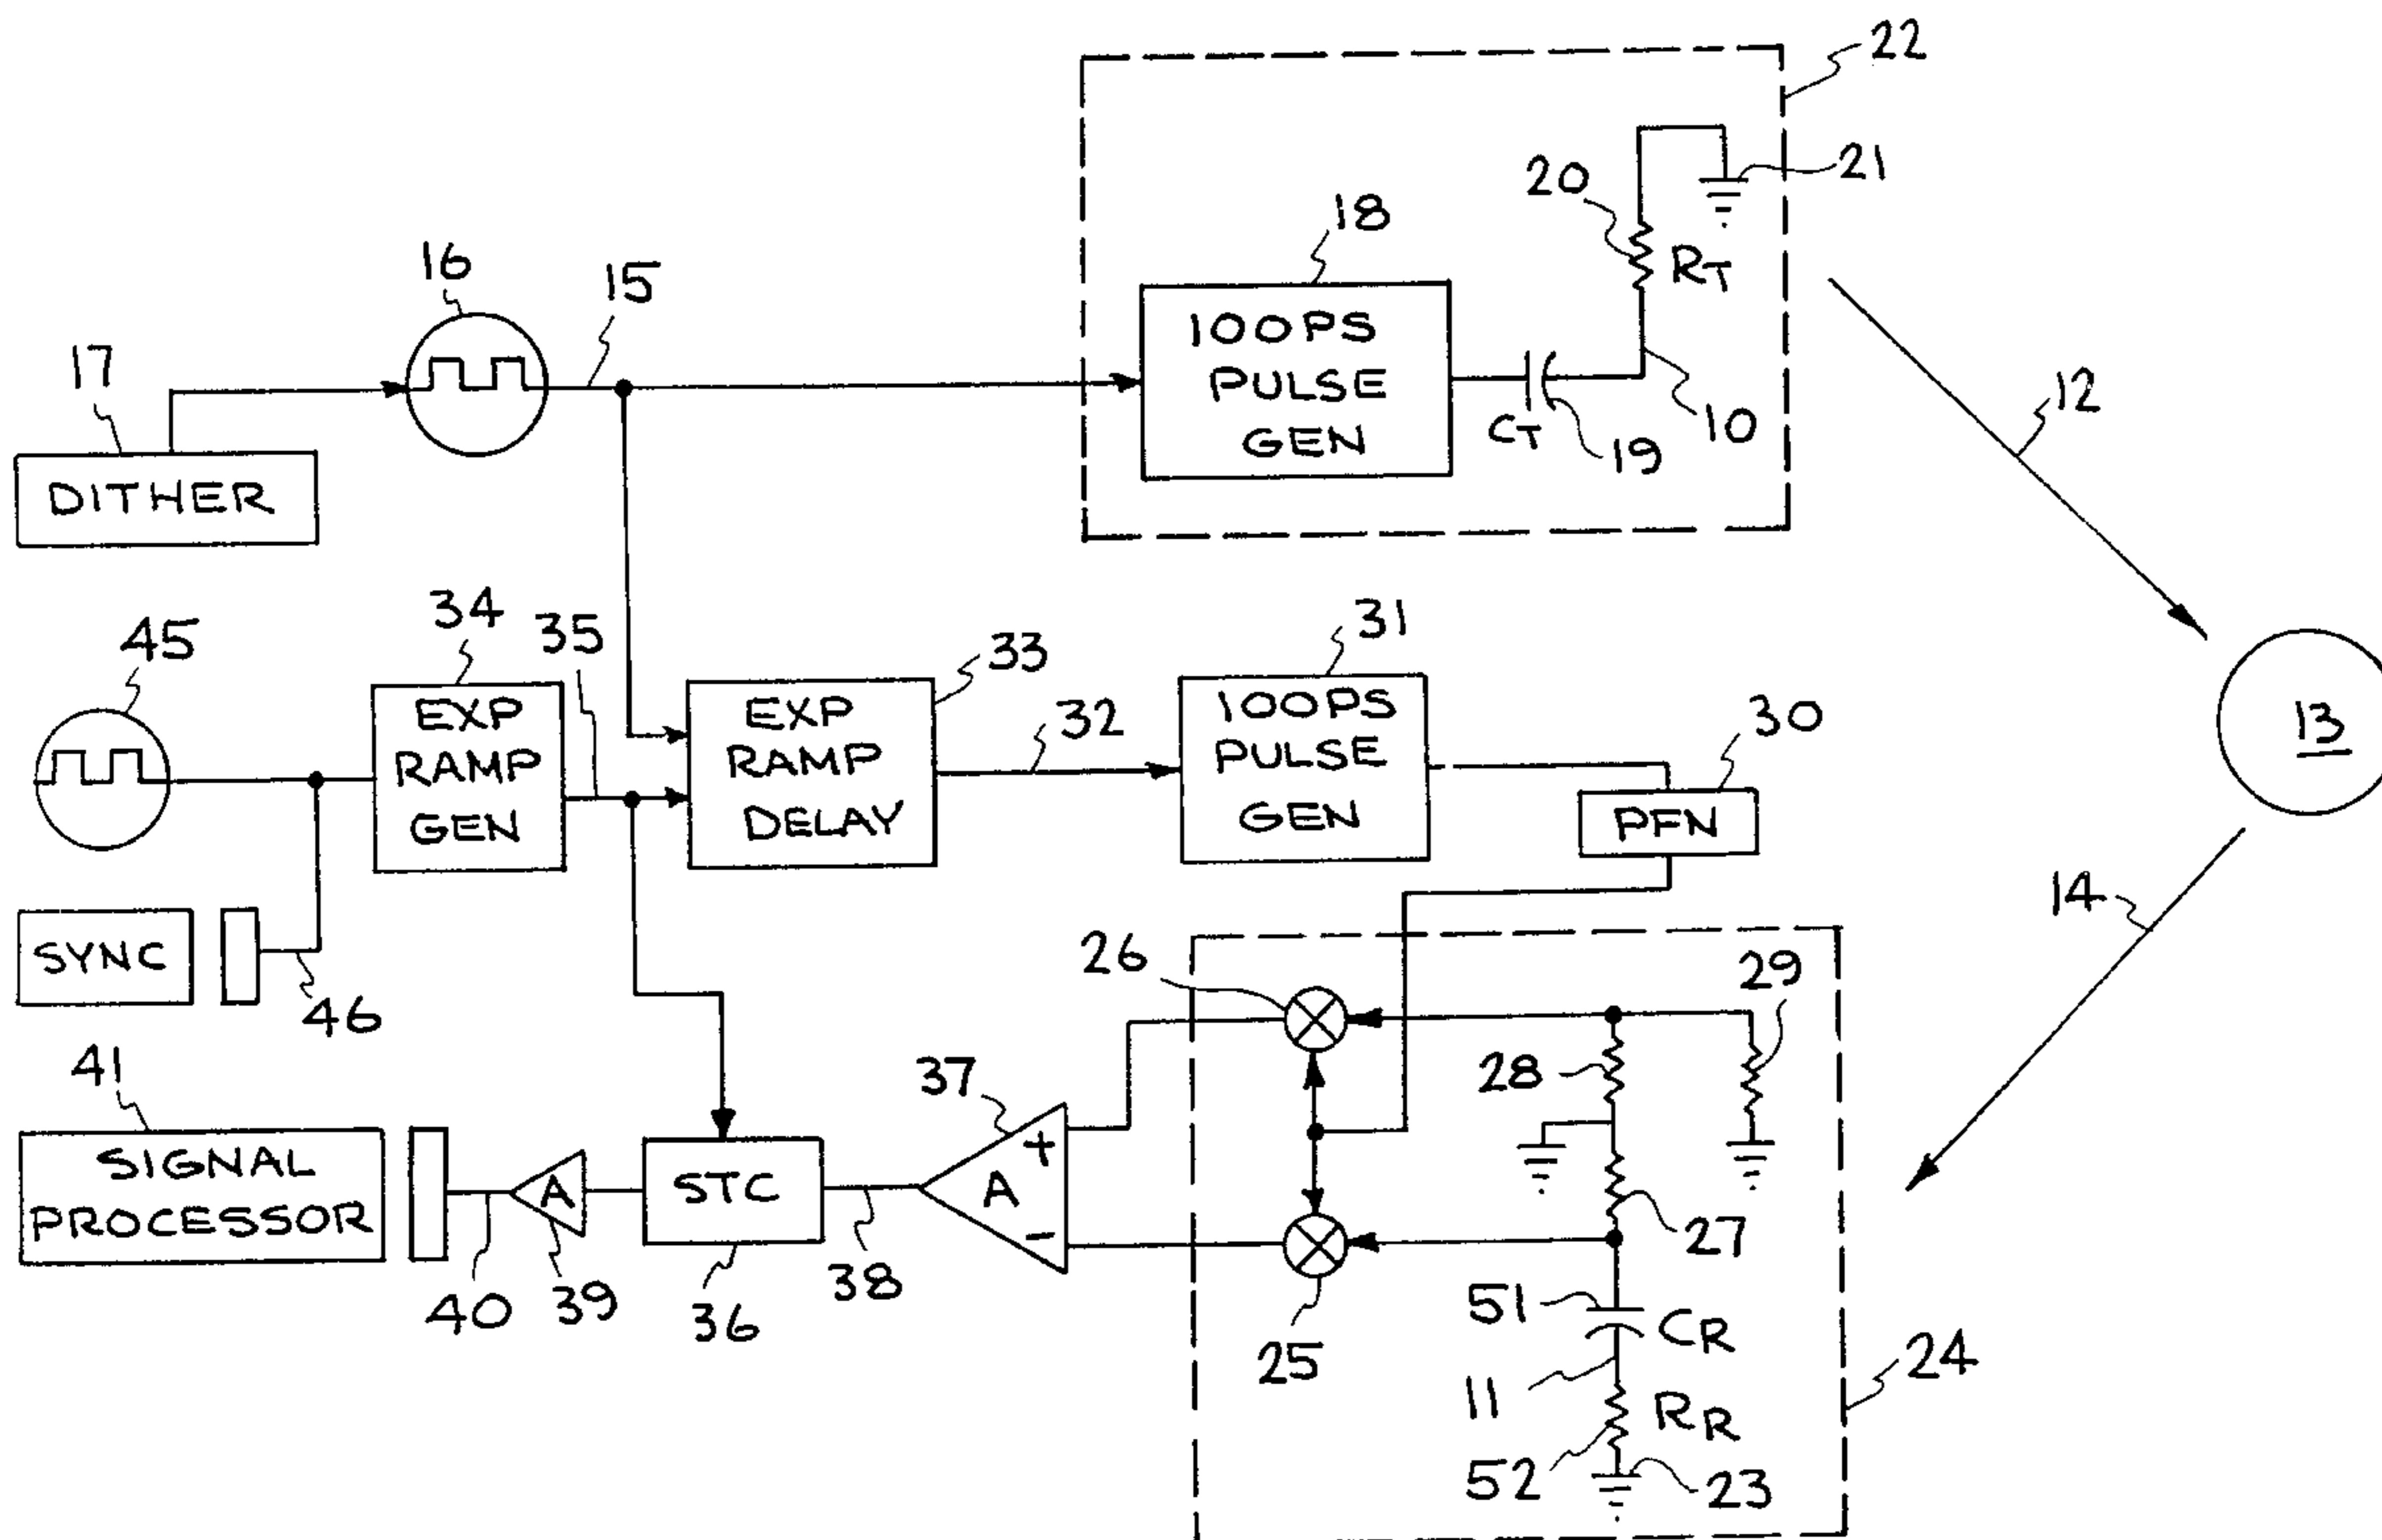 22
21
20
RT
18
100PS
PULSE
GEN
CT
19
10
16
15
17
DITHER
12
13
14
34
35
33
31
30
45
EXP
RAMP
GEN
EXP
RAMP
DELAY
32
100PS
PULSE
GEN
PFN
SYNC
46
26
29
28
27
37
+
A
-
41
SIGNAL
PROCESSOR
40
A
39
STC
36
38
25
51
CR
11
RR
52
23
24